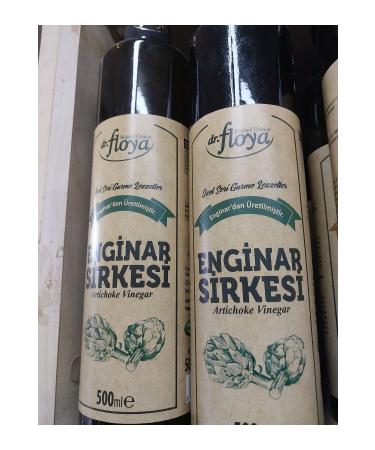 dr.floya
Özel Seri Gurme Lezzetler
Enginar'dan Üretilmiştir.
ENGİNAR
SİRKESİ
Artichoke Vinegar
500ml e
dr.floya
Özel Seri Gurme Lezzetler
Enginar'dan Üretilmiştir.
ENGİNAR
SİRKESİ
Artichoke Vinegar